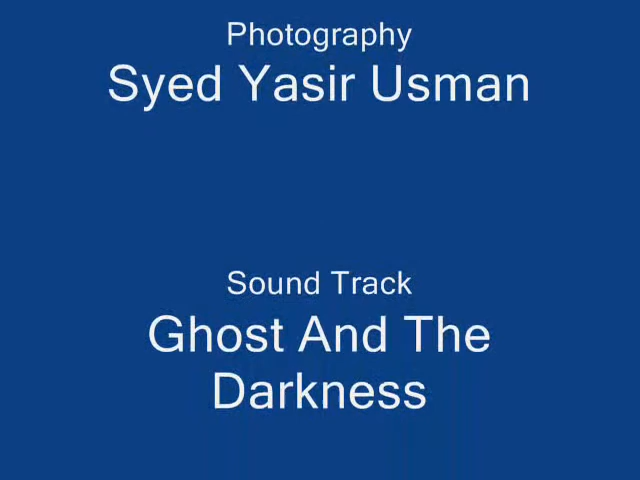 Photography
Syed Yasir Usman
Sound Track
Ghost And The
Darkness